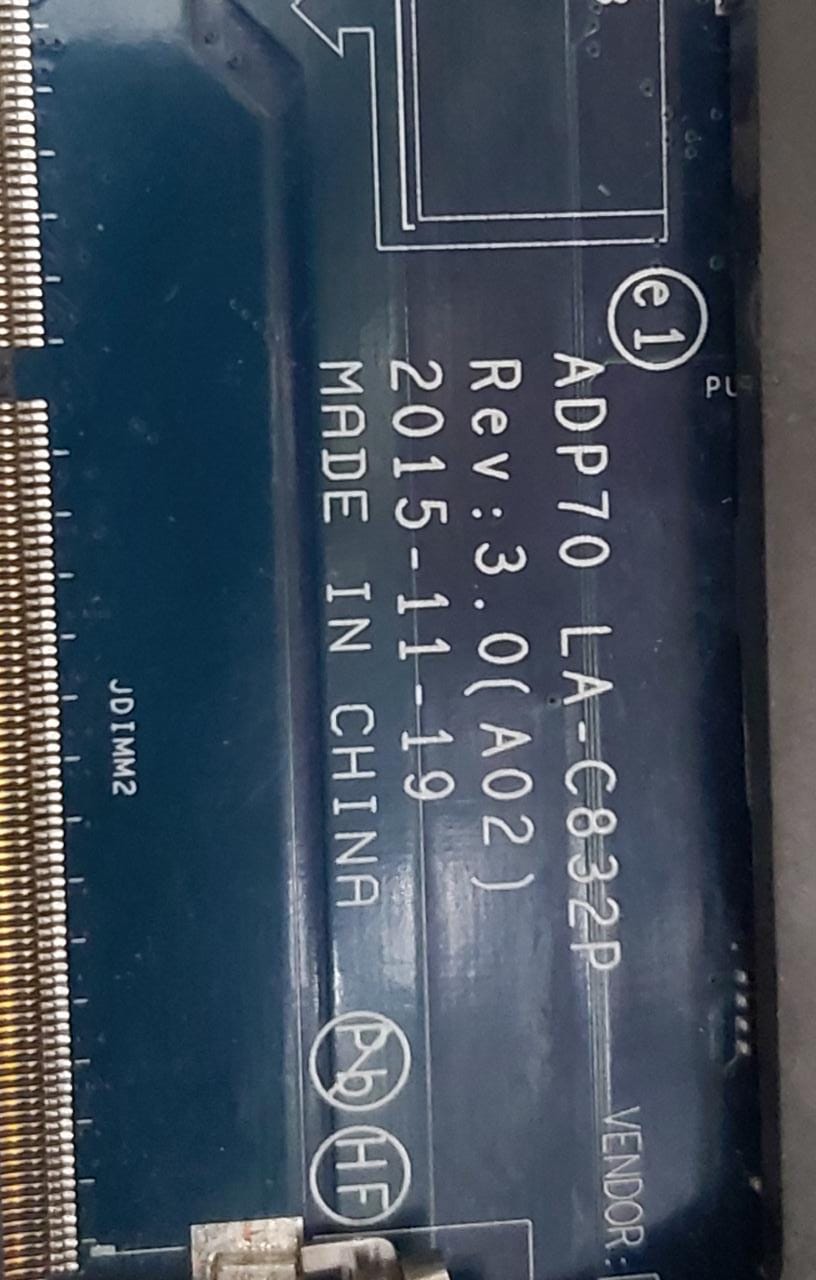 e1
ADP70 LA-C832P
Rev:3.0(A02)
2015-11-19
MADE IN CHINA
Pb HF
VENDOR:
JDIMM2